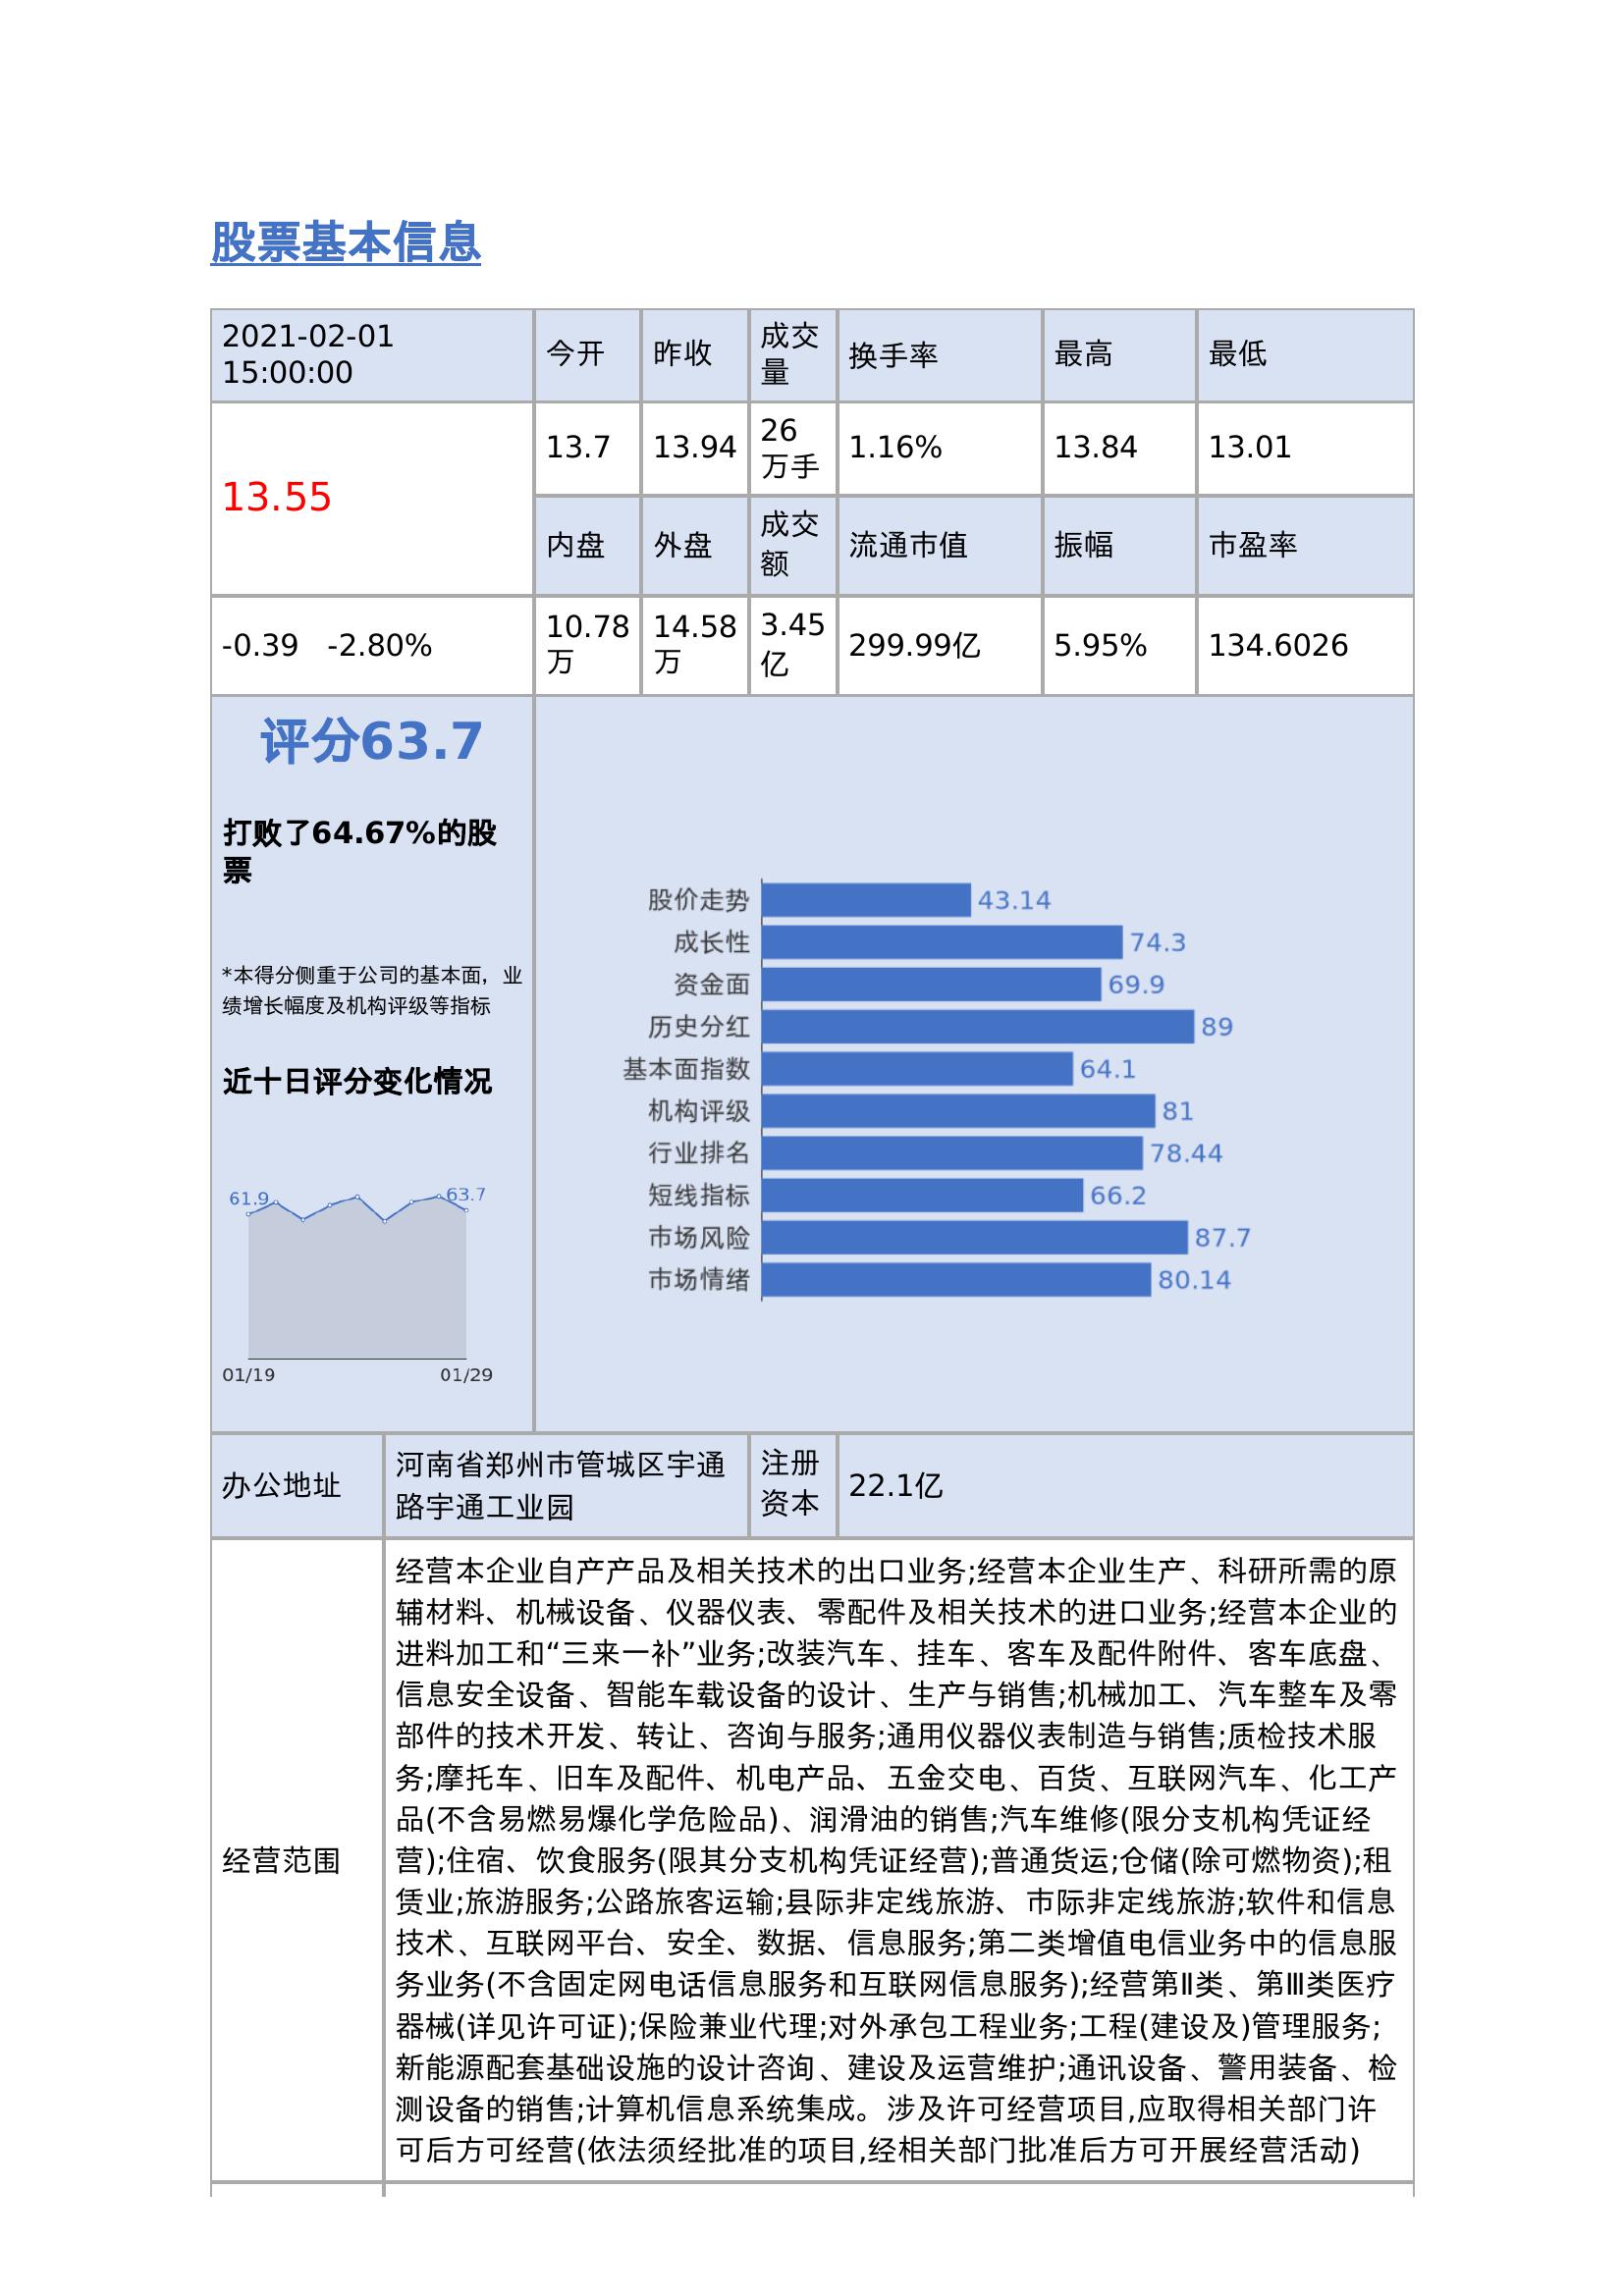 股票基本信息
2021-02-01
15:00:00
今开
昨收
成交
量
换手率
最高
最低
13.55
13.7
13.94
26
万手
1.16%
13.84
13.01
内盘
外盘
成交
额
流通市值
振幅
市盈率
-0.39 -2.80%
10.78
万
14.58
万
3.45
亿
299.99亿
5.95%
134.6026
评分63.7
打败了64.67%的股
票
*本得分侧重于公司的基本面，业
绩增长幅度及机构评级等指标
近十日评分变化情况
61.9
63.7
01/19
01/29
股价走势 43.14
成长性 74.3
资金面 69.9
历史分红 89
基本面指数 64.1
机构评级 81
行业排名 78.44
短线指标 66.2
市场风险 87.7
市场情绪 80.14
办公地址
河南省郑州市管城区宇通
路宇通工业园
注册
资本
22.1亿
经营范围
经营本企业自产产品及相关技术的出口业务;经营本企业生产、科研所需的原
辅材料、机械设备、仪器仪表、零配件及相关技术的进口业务;经营本企业的
进料加工和“三来一补”业务;改装汽车、挂车、客车及配件附件、客车底盘、
信息安全设备、智能车载设备的设计、生产与销售;机械加工、汽车整车及零
部件的技术开发、转让、咨询与服务;通用仪器仪表制造与销售;质检技术服
务;摩托车、旧车及配件、机电产品、五金交电、百货、互联网汽车、化工产
品(不含易燃易爆化学危险品)、润滑油的销售;汽车维修(限分支机构凭证经
营);住宿、饮食服务(限其分支机构凭证经营);普通货运;仓储(除可燃物资);租
赁业;旅游服务;公路旅客运输;县际非定线旅游、市际非定线旅游;软件和信息
技术、互联网平台、安全、数据、信息服务;第二类增值电信业务中的信息服
务业务(不含固定网电话信息服务和互联网信息服务);经营第Ⅱ类、第Ⅲ类医疗
器械(详见许可证);保险兼业代理;对外承包工程业务;工程(建设及)管理服务;
新能源配套基础设施的设计咨询、建设及运营维护;通讯设备、警用装备、检
测设备的销售;计算机信息系统集成。涉及许可经营项目,应取得相关部门许
可后方可经营(依法须经批准的项目,经相关部门批准后方可开展经营活动)